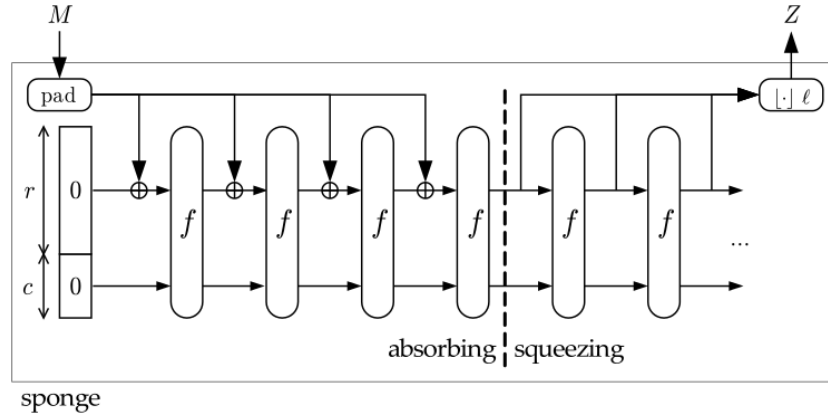 M Z
pad ⌊·⌋ ℓ
r 0 f f f f f f
...
c 0
absorbing squeezing
sponge